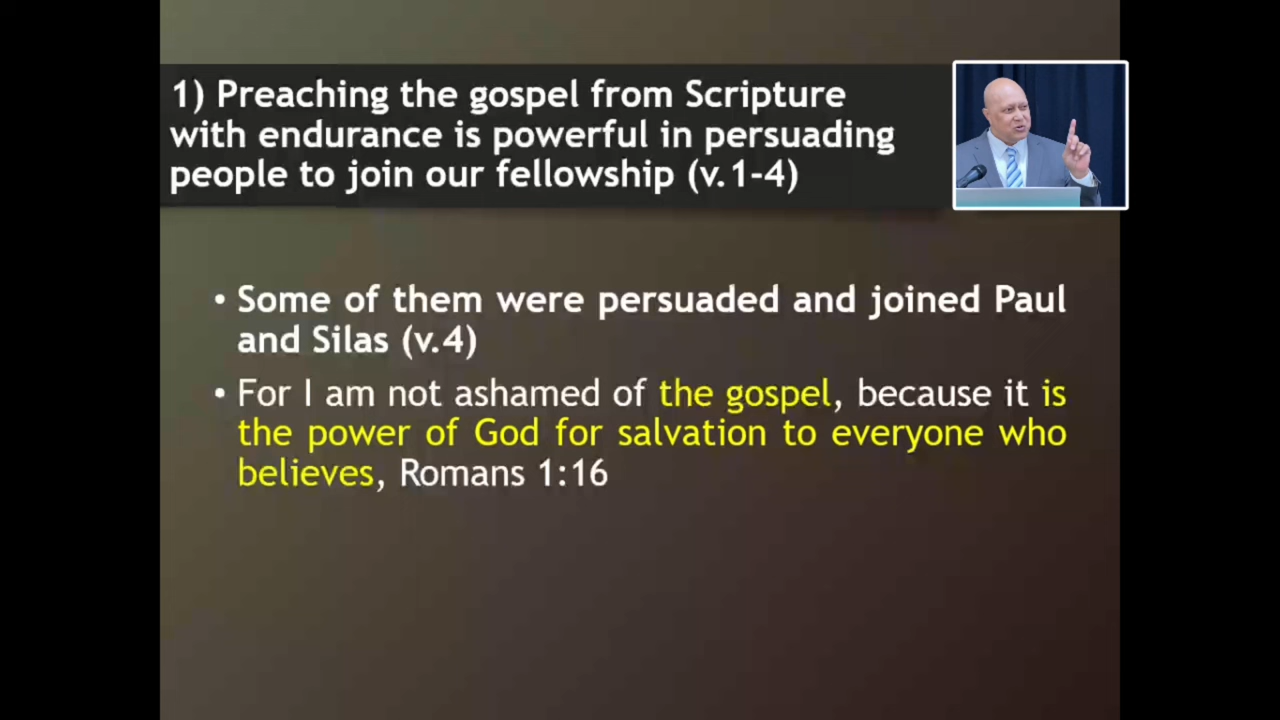 1) Preaching the gospel from Scripture
with endurance is powerful in persuading
people to join our fellowship (v.1-4)
• Some of them were persuaded and joined Paul
and Silas (v.4)
• For I am not ashamed of the gospel, because it is
the power of God for salvation to everyone who
believes, Romans 1:16